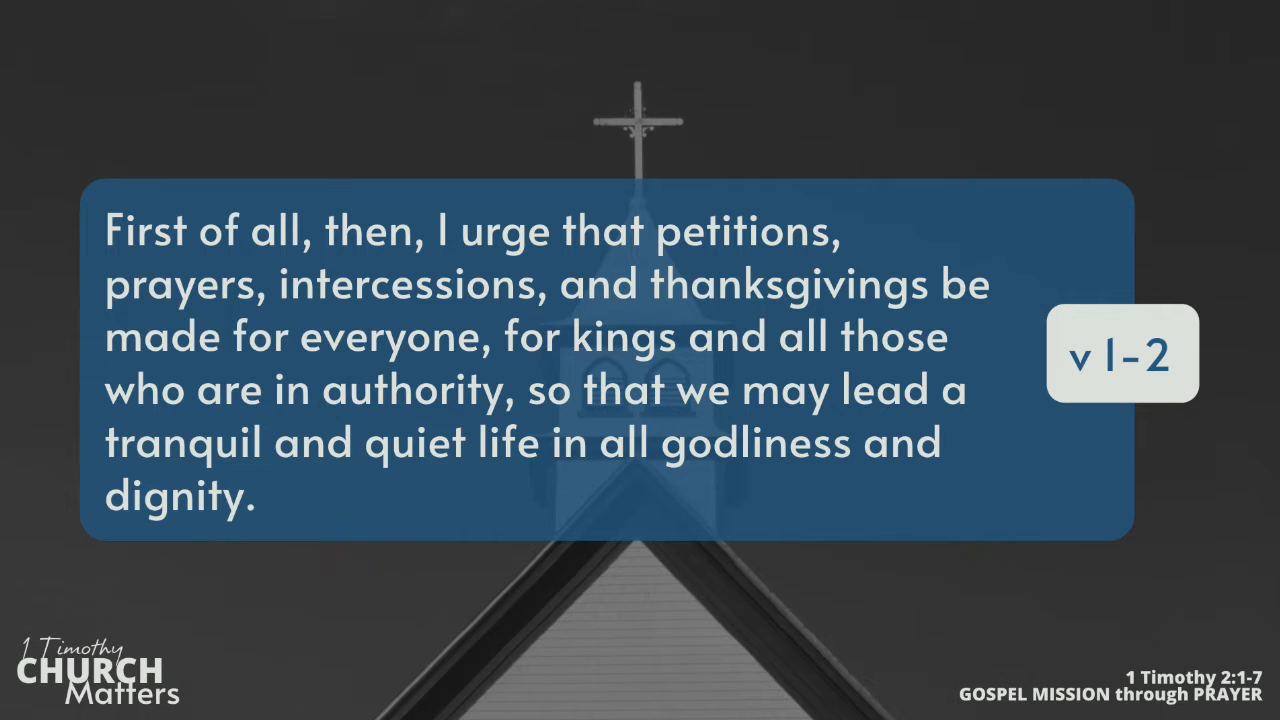 First of all, then, I urge that petitions,
prayers, intercessions, and thanksgivings be
made for everyone, for kings and all those
who are in authority, so that we may lead a
tranquil and quiet life in all godliness and
dignity.
v 1-2
1 Timothy
CHURCH
Matters
1 Timothy 2:1-7
GOSPEL MISSION through PRAYER